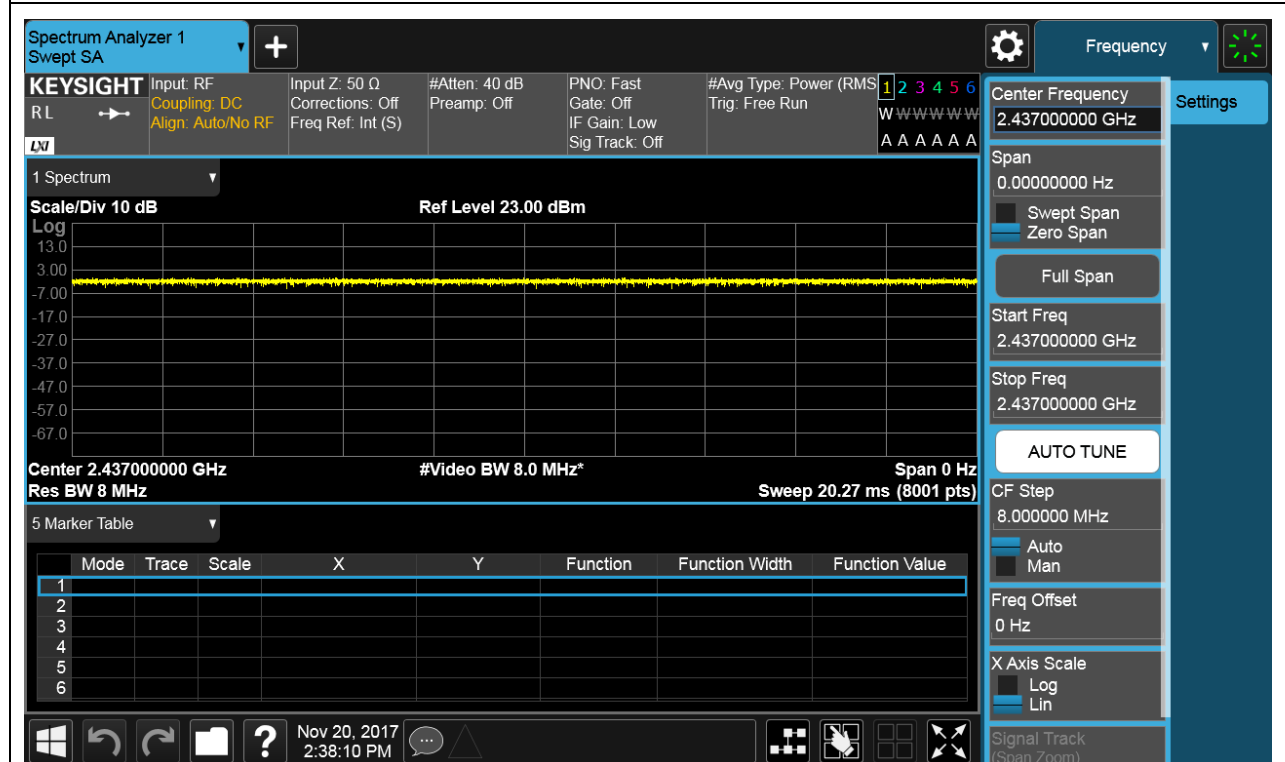 Spectrum Analyzer 1
Swept SA
+
Frequency
KEYSIGHT
RL
LXI
Input: RF
Coupling: DC
Align: Auto/No RF
Input Z: 50 Ω
Corrections: Off
Freq Ref: Int (S)
#Atten: 40 dB
Preamp: Off
PNO: Fast
Gate: Off
IF Gain: Low
Sig Track: Off
#Avg Type: Power (RMS
Trig: Free Run
1 2 3 4 5 6
W W W W W W
A A A A A A
1 Spectrum
Scale/Div 10 dB
Ref Level 23.00 dBm
Log
13.0
3.00
-7.00
-17.0
-27.0
-37.0
-47.0
-57.0
-67.0
Center 2.437000000 GHz
#Video BW 8.0 MHz*
Span 0 Hz
Res BW 8 MHz
Sweep 20.27 ms (8001 pts)
5 Marker Table
Mode Trace Scale X Y Function Function Width Function Value
1
2
3
4
5
6
?
Nov 20, 2017
2:38:10 PM
Center Frequency
2.437000000 GHz
Settings
Span
0.00000000 Hz
Swept Span
Zero Span
Full Span
Start Freq
2.437000000 GHz
Stop Freq
2.437000000 GHz
AUTO TUNE
CF Step
8.000000 MHz
Auto
Man
Freq Offset
0 Hz
X Axis Scale
Log
Lin
Signal Track
(Span Zoom)